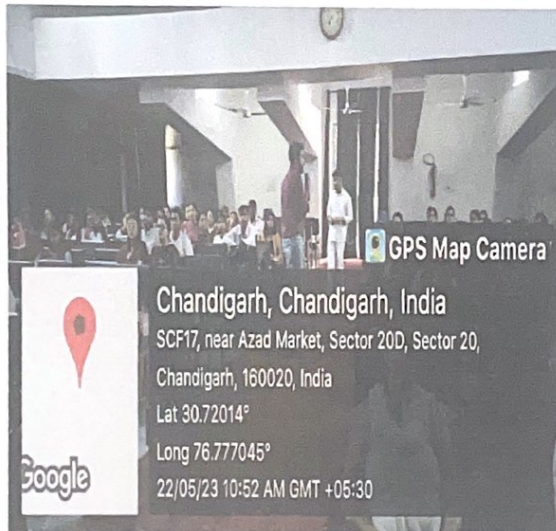 GPS Map Camera
Chandigarh, Chandigarh, India
SCF17, near Azad Market, Sector 20D, Sector 20,
Chandigarh, 160020, India
Lat 30.72014°
Long 76.777045°
22/05/23 10:52 AM GMT +05:30
Google